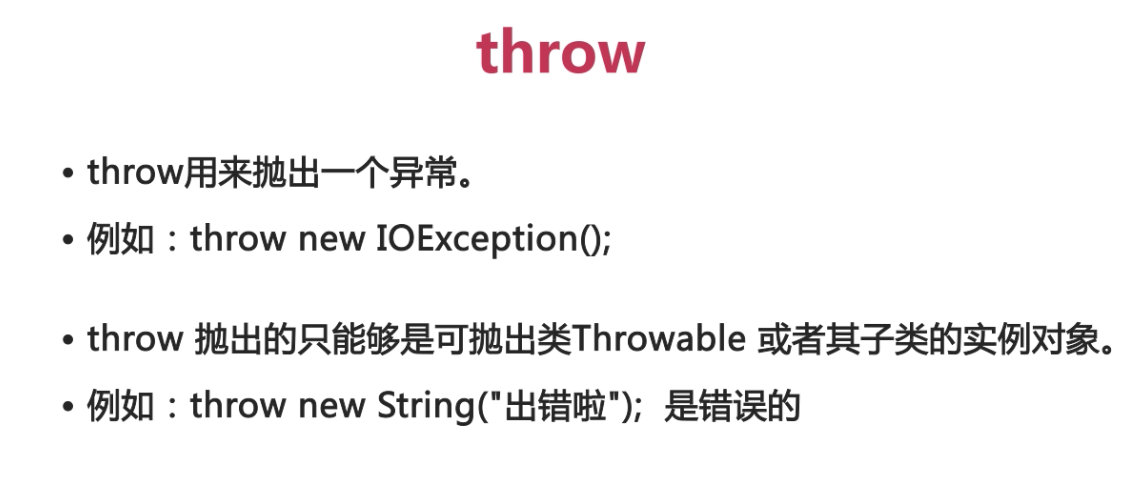 throw
• throw用来抛出一个异常。
• 例如：throw new IOException();
• throw 抛出的只能够是可抛出类Throwable 或者其子类的实例对象。
• 例如：throw new String("出错啦");  是错误的